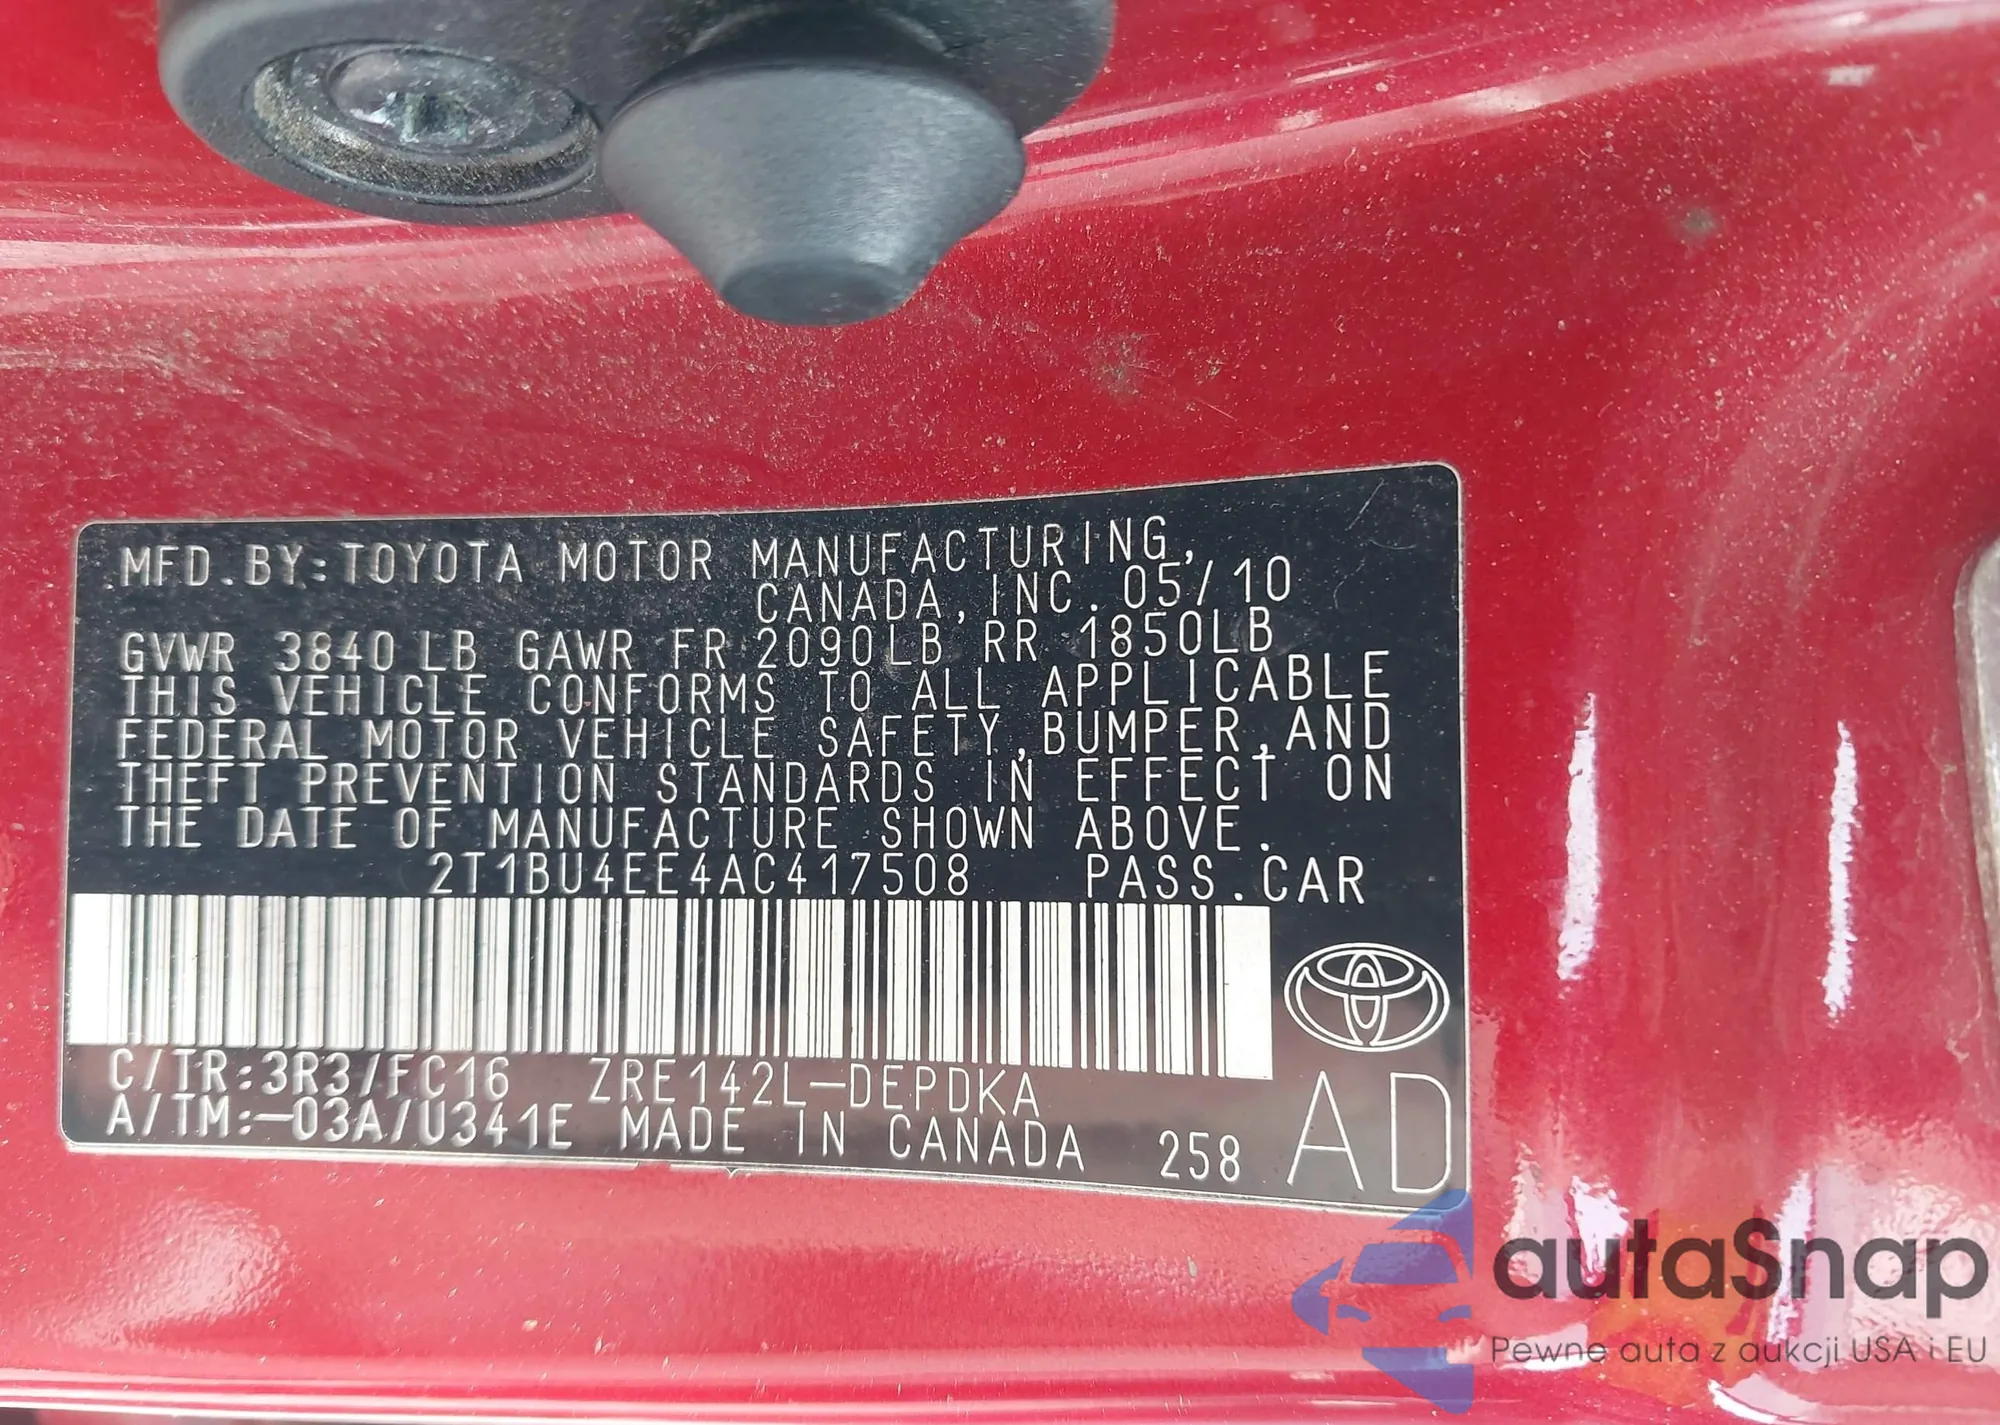 MFD.BY:TOYOTA MOTOR MANUFACTURING,
CANADA,INC. 05/10
GVWR 3840LB GAWR FR 2090LB RR 1850LB
THIS VEHICLE CONFORMS TO ALL APPLICABLE
FEDERAL MOTOR VEHICLE SAFETY,BUMPER,AND
THEFT PREVENTION STANDARDS IN EFFECT ON
THE DATE OF MANUFACTURE SHOWN ABOVE.
2T1BU4EE4AC417508 PASS.CAR
C/TR:3R3/FC16 ZRE142L-DEPDKA
A/TM:-03A/U341E MADE IN CANADA 258 AD
autaSnap
Pewne auta z aukcji USA i EU